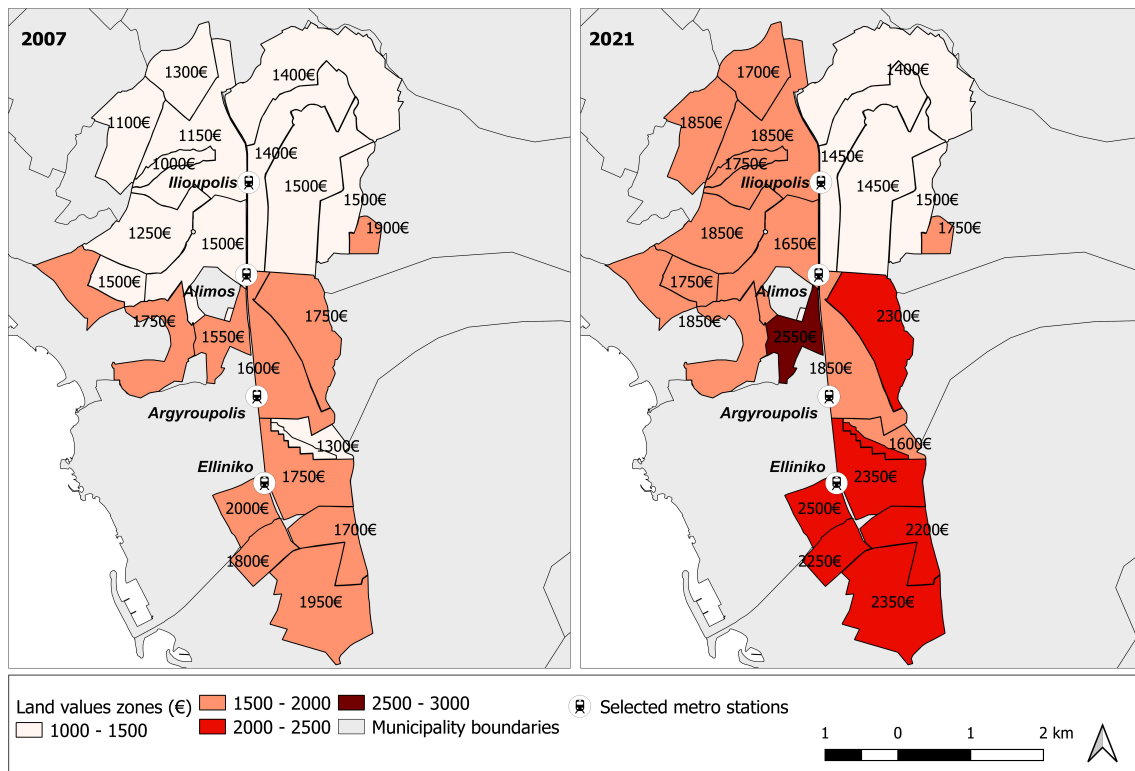 2007
1300€
1400€
1100€
1150€
1400€
1000€
Ilioupolis
1500€
1500€
1900€
1250€
1500€
1500€
Alimos
1750€
1550€
1750€
1600€
Argyroupolis
1300€
Elliniko
1750€
2000€
1700€
1800€
1950€
2021
1700€
1400€
1850€
1850€
1450€
1750€
Ilioupolis
1450€
1500€
1750€
1850€
1650€
1750€
Alimos
1850€
2550€
2300€
1850€
Argyroupolis
1600€
Elliniko
2350€
2500€
2200€
2250€
2350€
Land values zones (€)
1000 - 1500
1500 - 2000
2000 - 2500
2500 - 3000
Municipality boundaries
Selected metro stations
1 0 1 2 km